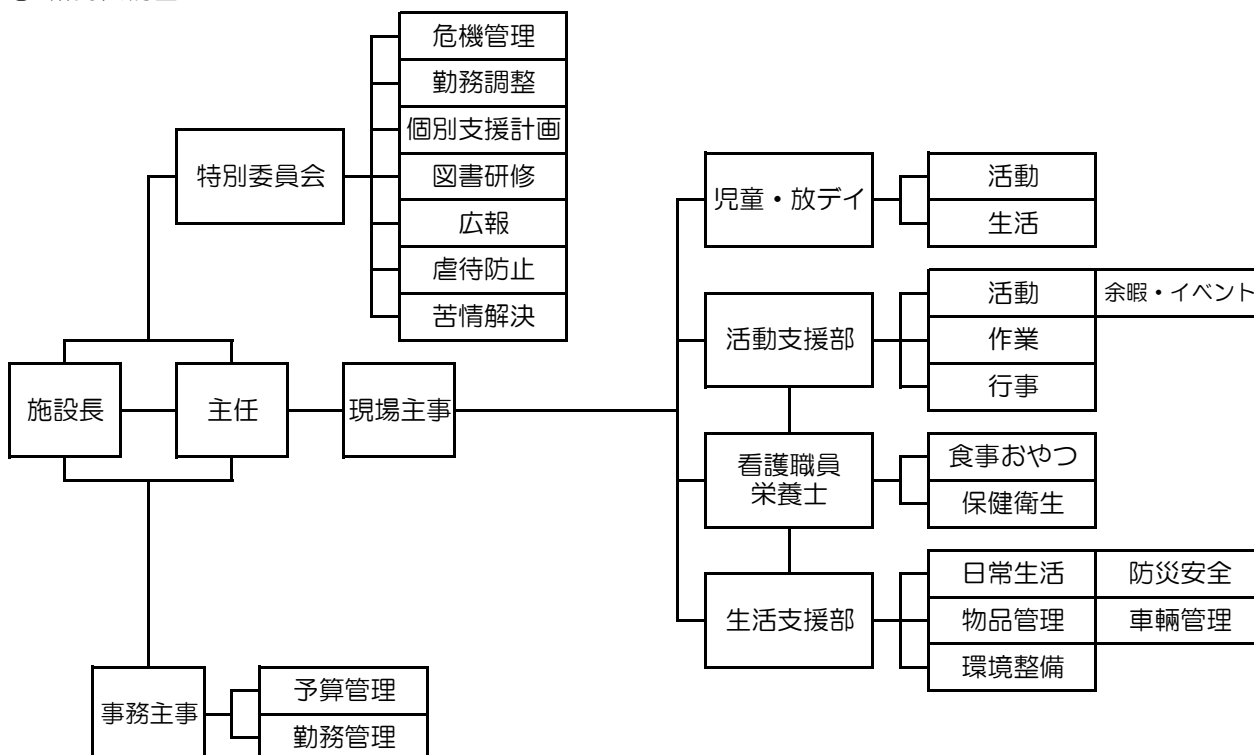 危機管理
勤務調整
個別支援計画
図書研修
広報
虐待防止
苦情解決
特別委員会
施設長
主任
現場主事
児童・放デイ
活動
生活
活動支援部
活動
余暇・イベント
作業
行事
看護職員
栄養士
食事おやつ
保健衛生
生活支援部
日常生活
防災安全
物品管理
車輛管理
環境整備
事務主事
予算管理
勤務管理